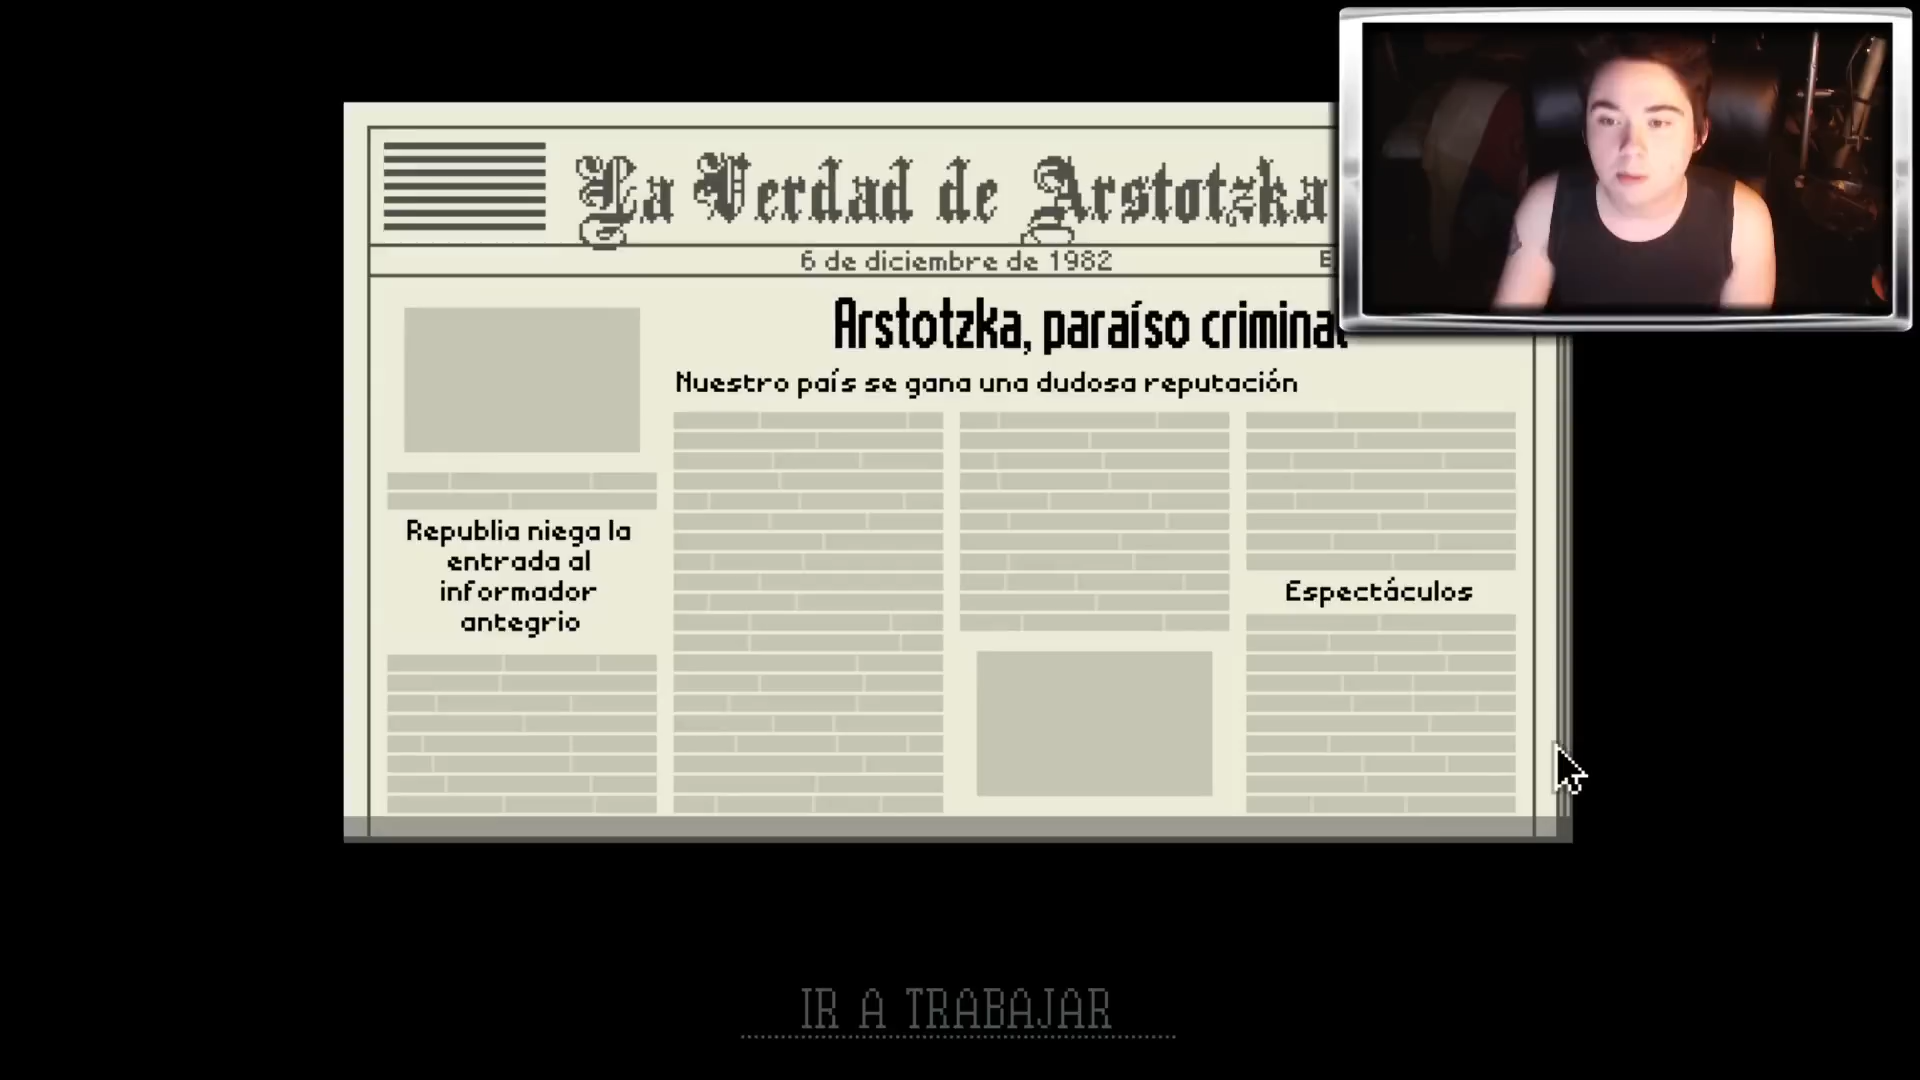 La Verdad de Arstotzka
6 de diciembre de 1982
Arstotzka, paraíso criminal
Nuestro país se gana una dudosa reputación
Republia niega la
entrada al
informador
antegrio
Espectáculos
IR A TRABAJAR